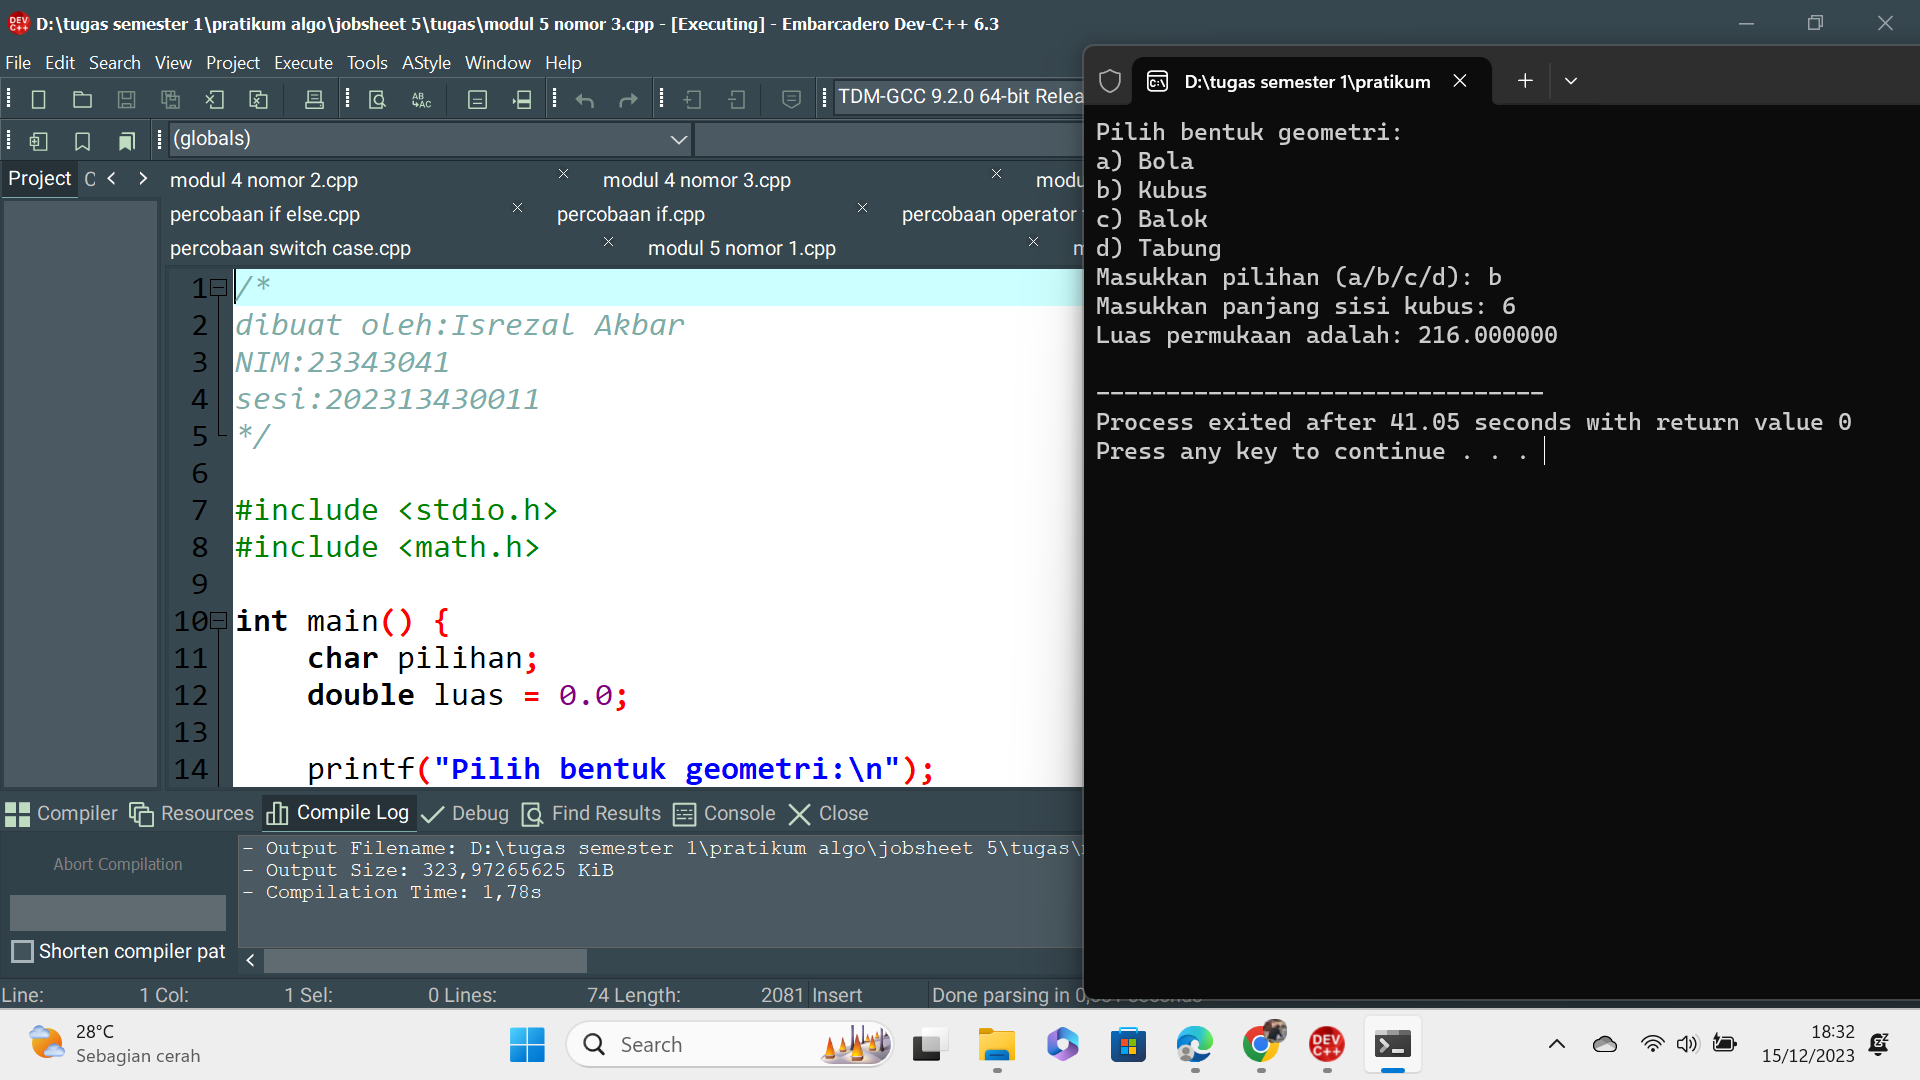 D:\tugas semester 1\pratikum algo\jobsheet 5\tugas\modul 5 nomor 3.cpp - [Executing] - Embarcadero Dev-C++ 6.3
File Edit Search View Project Execute Tools AStyle Window Help
TDM-GCC 9.2.0 64-bit Relea
(globals)
Project
modul 4 nomor 2.cpp
modul 4 nomor 3.cpp
percobaan if else.cpp
percobaan if.cpp
percobaan operator
percobaan switch case.cpp
modul 5 nomor 1.cpp
1 /*
2 dibuat oleh:Isrezal Akbar
3 NIM:23343041
4 sesi:202313430011
5 */
6
7 #include <stdio.h>
8 #include <math.h>
9
10 int main() {
11 char pilihan;
12 double luas = 0.0;
13
14 printf("Pilih bentuk geometri:\n");
Compiler Resources Compile Log Debug Find Results Console Close
Abort Compilation
Shorten compiler pat
- Output Filename: D:\tugas semester 1\pratikum algo\jobsheet 5\tugas\
- Output Size: 323,97265625 KiB
- Compilation Time: 1,78s
Line: 1 Col: 1 Sel: 0 Lines: 74 Length: 2081 Insert Done parsing in
D:\tugas semester 1\pratikum
Pilih bentuk geometri:
a) Bola
b) Kubus
c) Balok
d) Tabung
Masukkan pilihan (a/b/c/d): b
Masukkan panjang sisi kubus: 6
Luas permukaan adalah: 216.000000
--------------------------------
Process exited after 41.05 seconds with return value 0
Press any key to continue . . .
28°C
Sebagian cerah
Search
DEV C++
18:32
15/12/2023